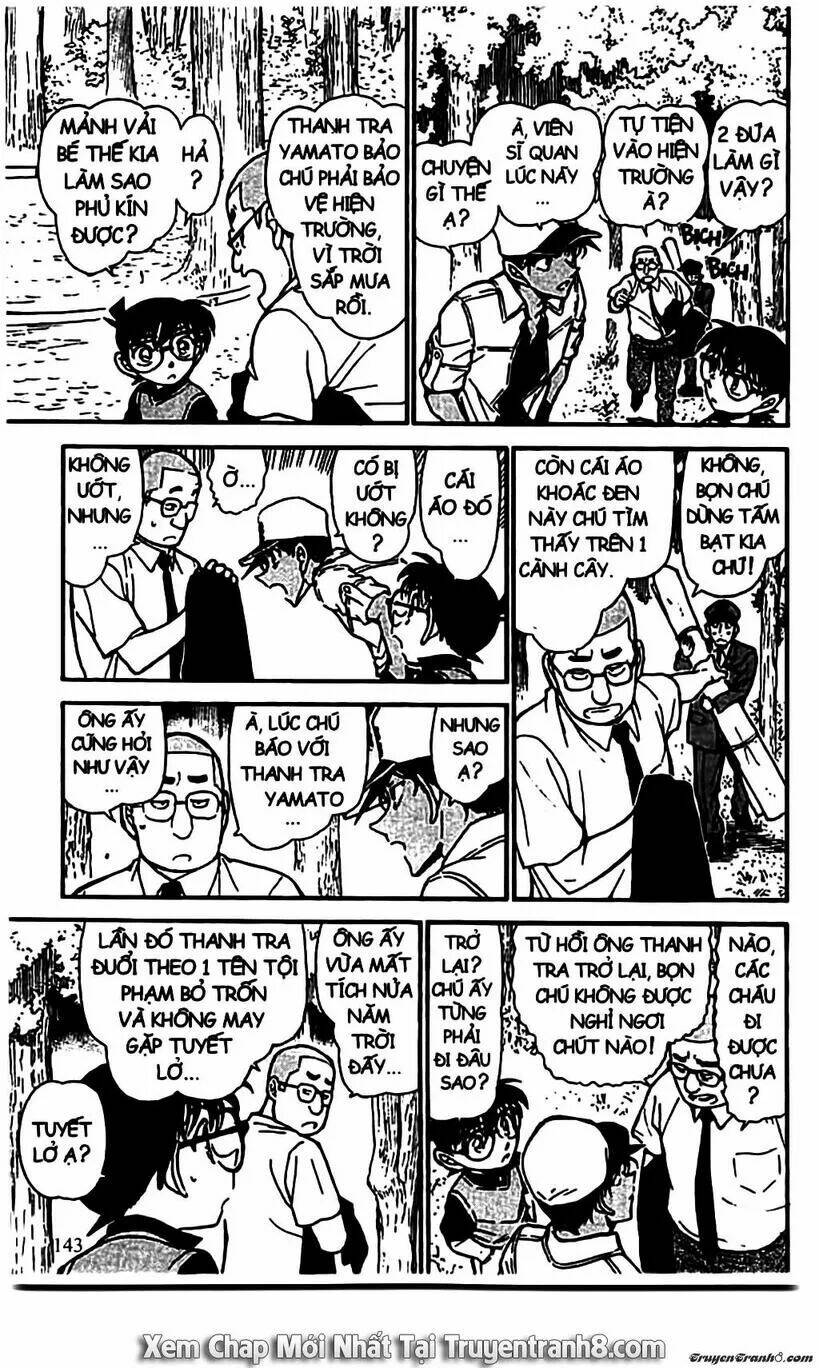 2 ĐỨA
LÀM GÌ
VẬY?
TỰ TIỆN
VÀO HIỆN
TRƯỜNG
À?
BỊCH
BỊCH
À, VIÊN
SĨ QUAN
LÚC NÁY
...
CHUYỆN
GÌ THẾ
Ạ?
THANH TRA
YAMATO BẢO
CHÚ PHẢI BẢO
VỆ HIỆN
TRƯỜNG,
VÌ TRỜI
SẮP MƯA
RỒI.
HẢ
?
MẢNH VẢI
BÉ THẾ KIA
LÀM SAO
PHỦ KÍN
ĐƯỢC?
KHÔNG,
BỌN CHÚ
DÙNG TẤM
BẠT KIA
CHỨ!
CÒN CÁI ÁO
KHOÁC ĐEN
NÀY CHÚ TÌM
THẤY TRÊN 1
CÀNH CÂY.
CÁI
ÁO ĐÓ
...
CÓ BỊ
ƯỚT
KHÔNG
?
Ờ...
KHÔNG
ƯỚT,
NHƯNG
...
NHƯNG
SAO
Ạ?
À, LÚC CHÚ
BÁO VỚI
THANH TRA
YAMATO
...
ÔNG ẤY
CŨNG HỎI
NHƯ VẬY
...
NÀO,
CÁC
CHÁU
ĐI
ĐƯỢC
CHƯA
?
TỪ HỒI ÔNG THANH
TRA TRỞ LẠI, BỌN
CHÚ KHÔNG ĐƯỢC
NGHỈ NGƠI
CHÚT NÀO!
TRỞ
LẠI?
CHÚ ẤY
TỪNG
PHẢI
ĐI ĐÂU
SAO?
ÔNG ẤY
VỪA MẤT
TÍCH NỬA
NĂM
TRỜI
ĐẤY...
LẦN ĐÓ THANH TRA
ĐUỔI THEO 1 TÊN TỘI
PHẠM BỎ TRỐN
VÀ KHÔNG MAY
GẶP TUYẾT
LỞ...
TUYẾT
LỞ Ạ?
143
Xem Chap Mới Nhất Tại Truyentranh8.com
TruyenTranh8.com